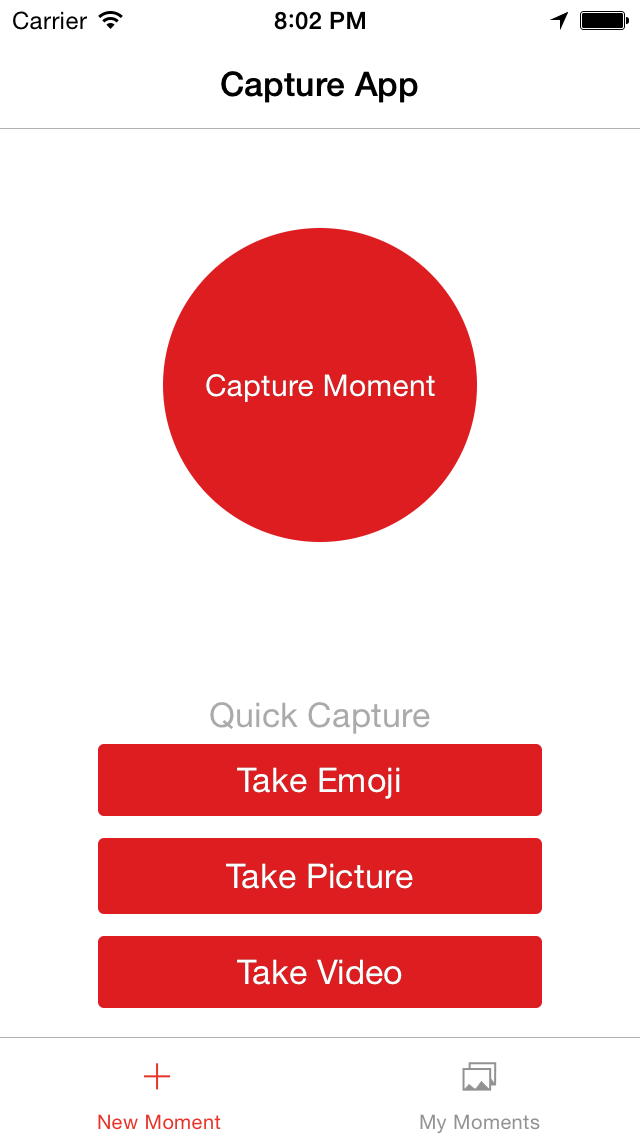 Carrier 8:02 PM
Capture App
Capture Moment
Quick Capture
Take Emoji
Take Picture
Take Video
New Moment My Moments